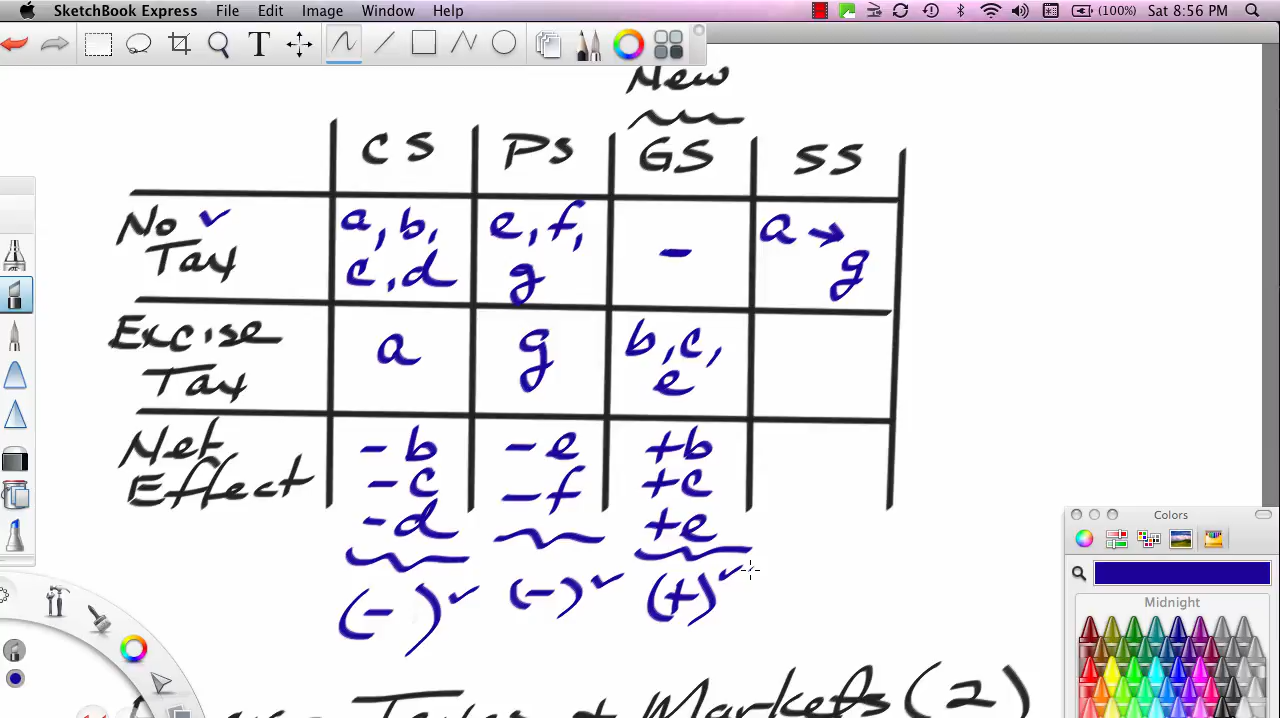 SketchBook Express File Edit Image Window Help (100%) Sat 8:56 PM
T
New
CS PS GS SS
No Tax a, b, c, d e, f, g - a → g
Excise Tax a g b, c, e
Net Effect -b -c -d -e -f +b +c +e
(-) (-) (+)
Colors
Midnight
Markets (2)